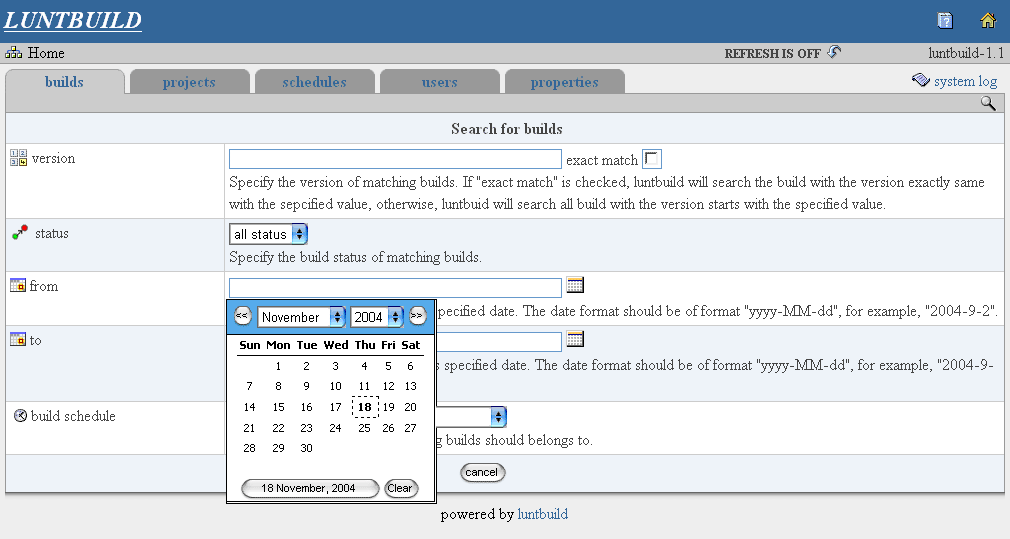 LUNTBUILD
Home REFRESH IS OFF luntbuild-1.1
builds projects schedules users properties system log
Search for builds
version exact match
Specify the version of matching builds. If "exact match" is checked, luntbuild will search the build with the version exactly same
with the sepcified value, otherwise, luntbuid will search all build with the version starts with the specified value.
status all status
Specify the build status of matching builds.
from
<< November 2004 >>
pecified date. The date format should be of format "yyyy-MM-dd", for example, "2004-9-2".
to
Sun Mon Tue Wed Thu Fri Sat
1 2 3 4 5 6
s specified date. The date format should be of format "yyyy-MM-dd", for example, "2004-9-
7 8 9 10 11 12 13
14 15 16 17 18 19 20
build schedule
21 22 23 24 25 26 27
g builds should belongs to.
28 29 30
cancel
18 November, 2004 Clear
powered by luntbuild